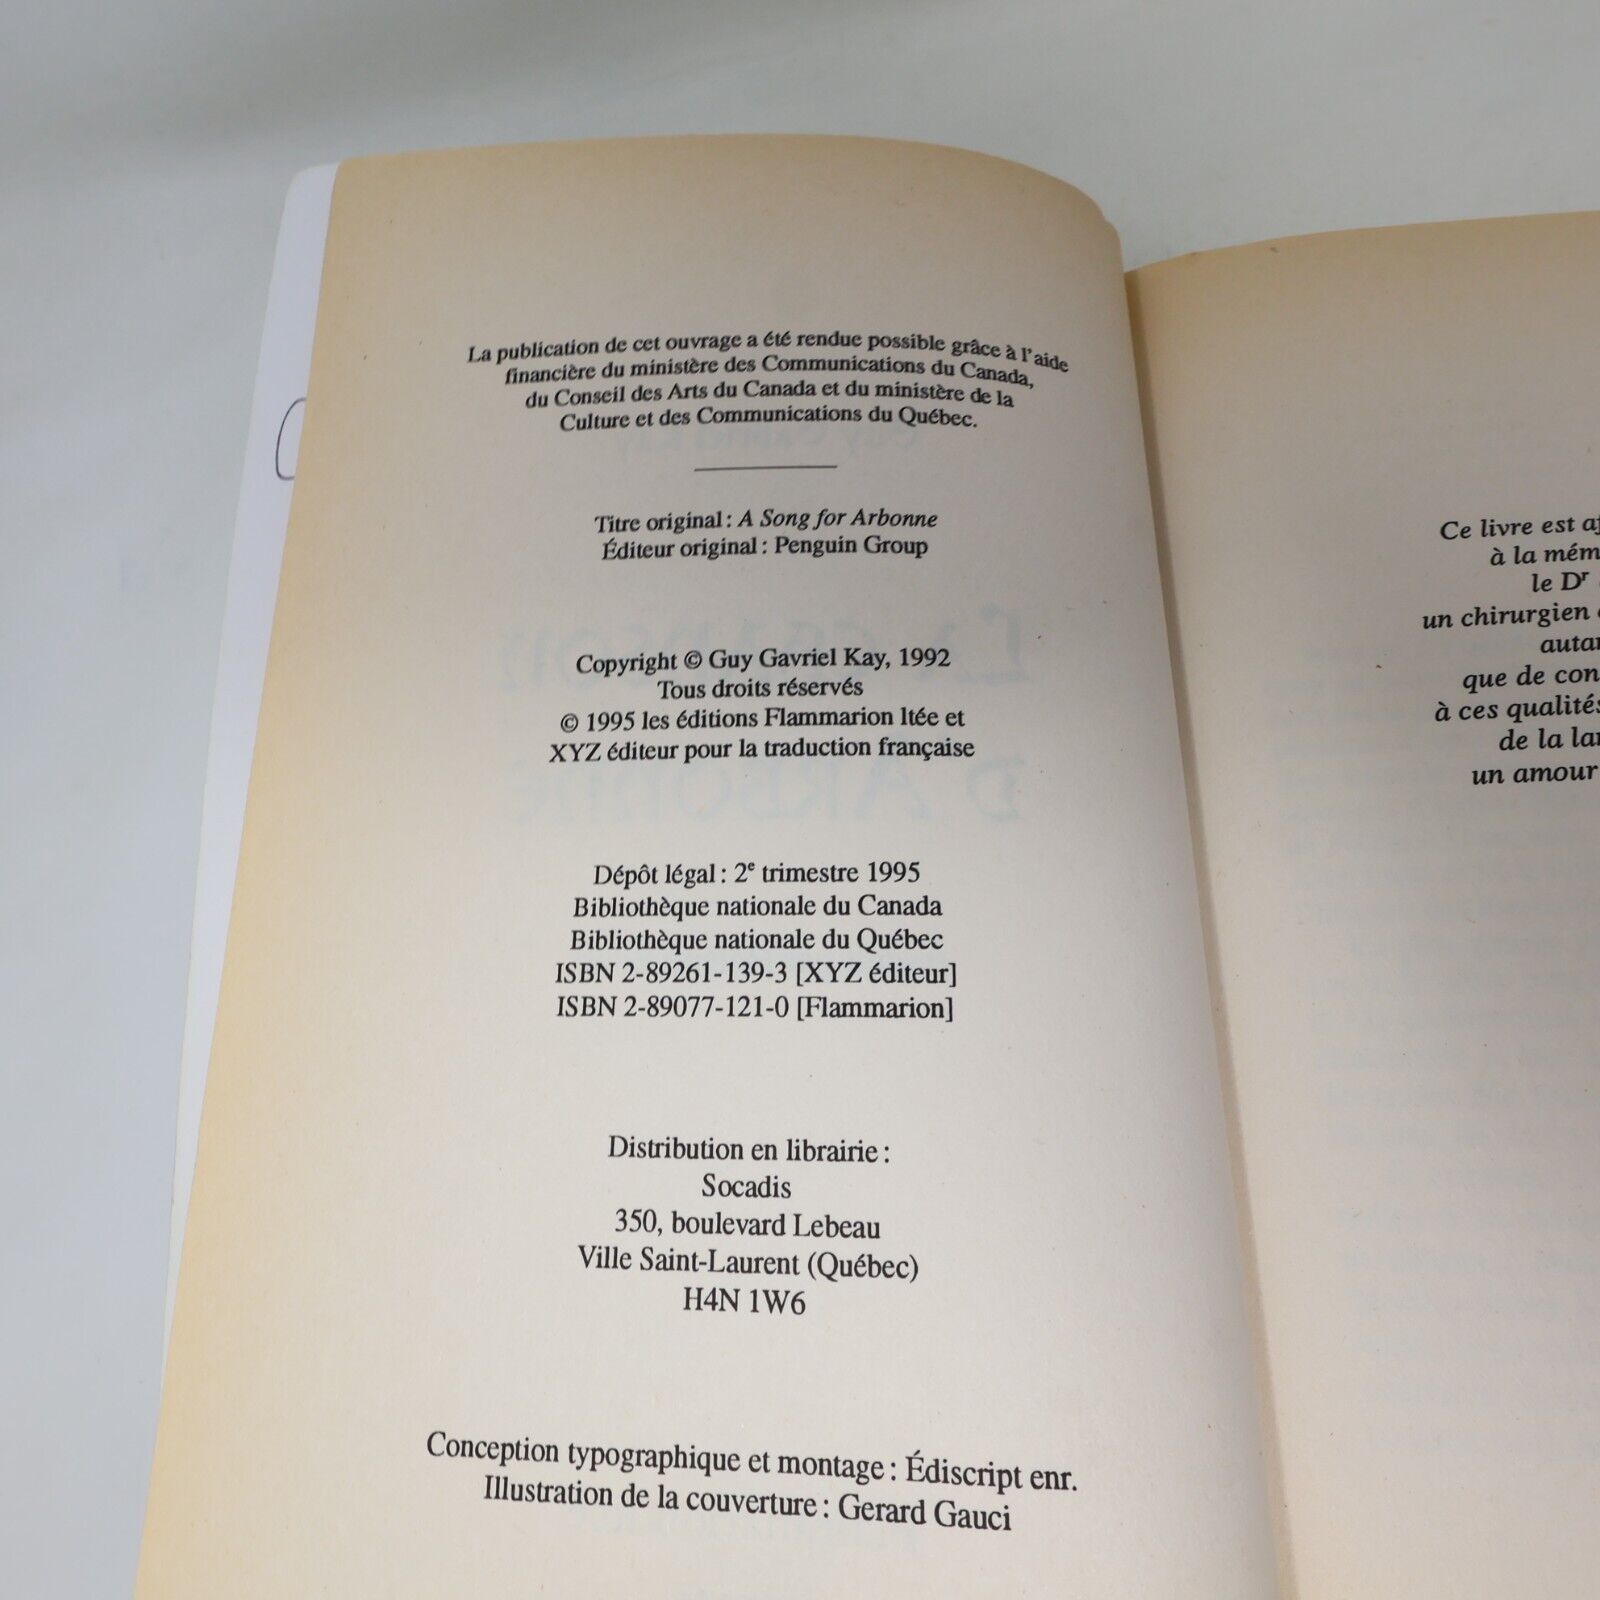 La publication de cet ouvrage a été rendue possible grâce à l'aide
financière du ministère des Communications du Canada,
du Conseil des Arts du Canada et du ministère de la
Culture et des Communications du Québec.
Titre original : A Song for Arbonne
Éditeur original : Penguin Group
Copyright © Guy Gavriel Kay, 1992
Tous droits réservés
© 1995 les éditions Flammarion ltée et
XYZ éditeur pour la traduction française
Dépôt légal : 2e trimestre 1995
Bibliothèque nationale du Canada
Bibliothèque nationale du Québec
ISBN 2-89261-139-3 [XYZ éditeur]
ISBN 2-89077-121-0 [Flammarion]
Distribution en librairie :
Socadis
350, boulevard Lebeau
Ville Saint-Laurent (Québec)
H4N 1W6
Conception typographique et montage : Édiscript enr.
Illustration de la couverture : Gerard Gauci
Ce livre est
à la
le Dr
un chirurgien
que de
à ces qualités
de la
un amour